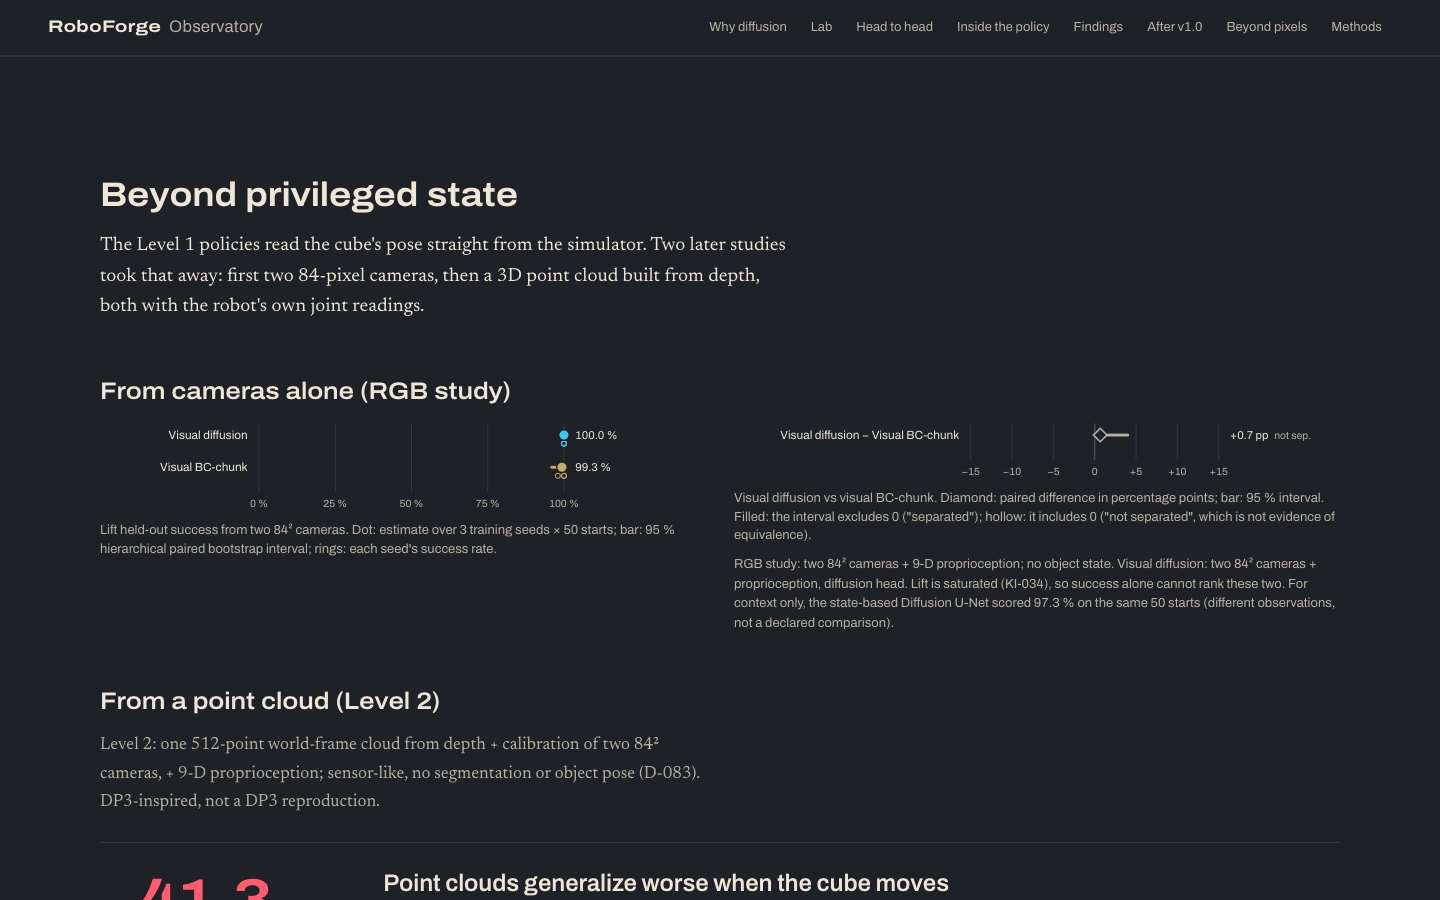 RoboForge Observatory
Why diffusion Lab Head to head Inside the policy Findings After v1.0 Beyond pixels Methods
Beyond privileged state
The Level 1 policies read the cube's pose straight from the simulator. Two later studies
took that away: first two 84-pixel cameras, then a 3D point cloud built from depth,
both with the robot's own joint readings.
From cameras alone (RGB study)
Visual diffusion 100.0 %
Visual BC-chunk 99.3 %
0 % 25 % 50 % 75 % 100 %
Lift held-out success from two 84² cameras. Dot: estimate over 3 training seeds × 50 starts; bar: 95 %
hierarchical paired bootstrap interval; rings: each seed's success rate.
Visual diffusion − Visual BC-chunk +0.7 pp not sep.
−15 −10 −5 0 +5 +10 +15
Visual diffusion vs visual BC-chunk. Diamond: paired difference in percentage points; bar: 95 % interval.
Filled: the interval excludes 0 ("separated"); hollow: it includes 0 ("not separated", which is not evidence of
equivalence).
RGB study: two 84² cameras + 9-D proprioception; no object state. Visual diffusion: two 84² cameras +
proprioception, diffusion head. Lift is saturated (KI-034), so success alone cannot rank these two. For
context only, the state-based Diffusion U-Net scored 97.3 % on the same 50 starts (different observations,
not a declared comparison).
From a point cloud (Level 2)
Level 2: one 512-point world-frame cloud from depth + calibration of two 84²
cameras, + 9-D proprioception; sensor-like, no segmentation or object pose (D-083).
DP3-inspired, not a DP3 reproduction.
41.3
Point clouds generalize worse when the cube moves